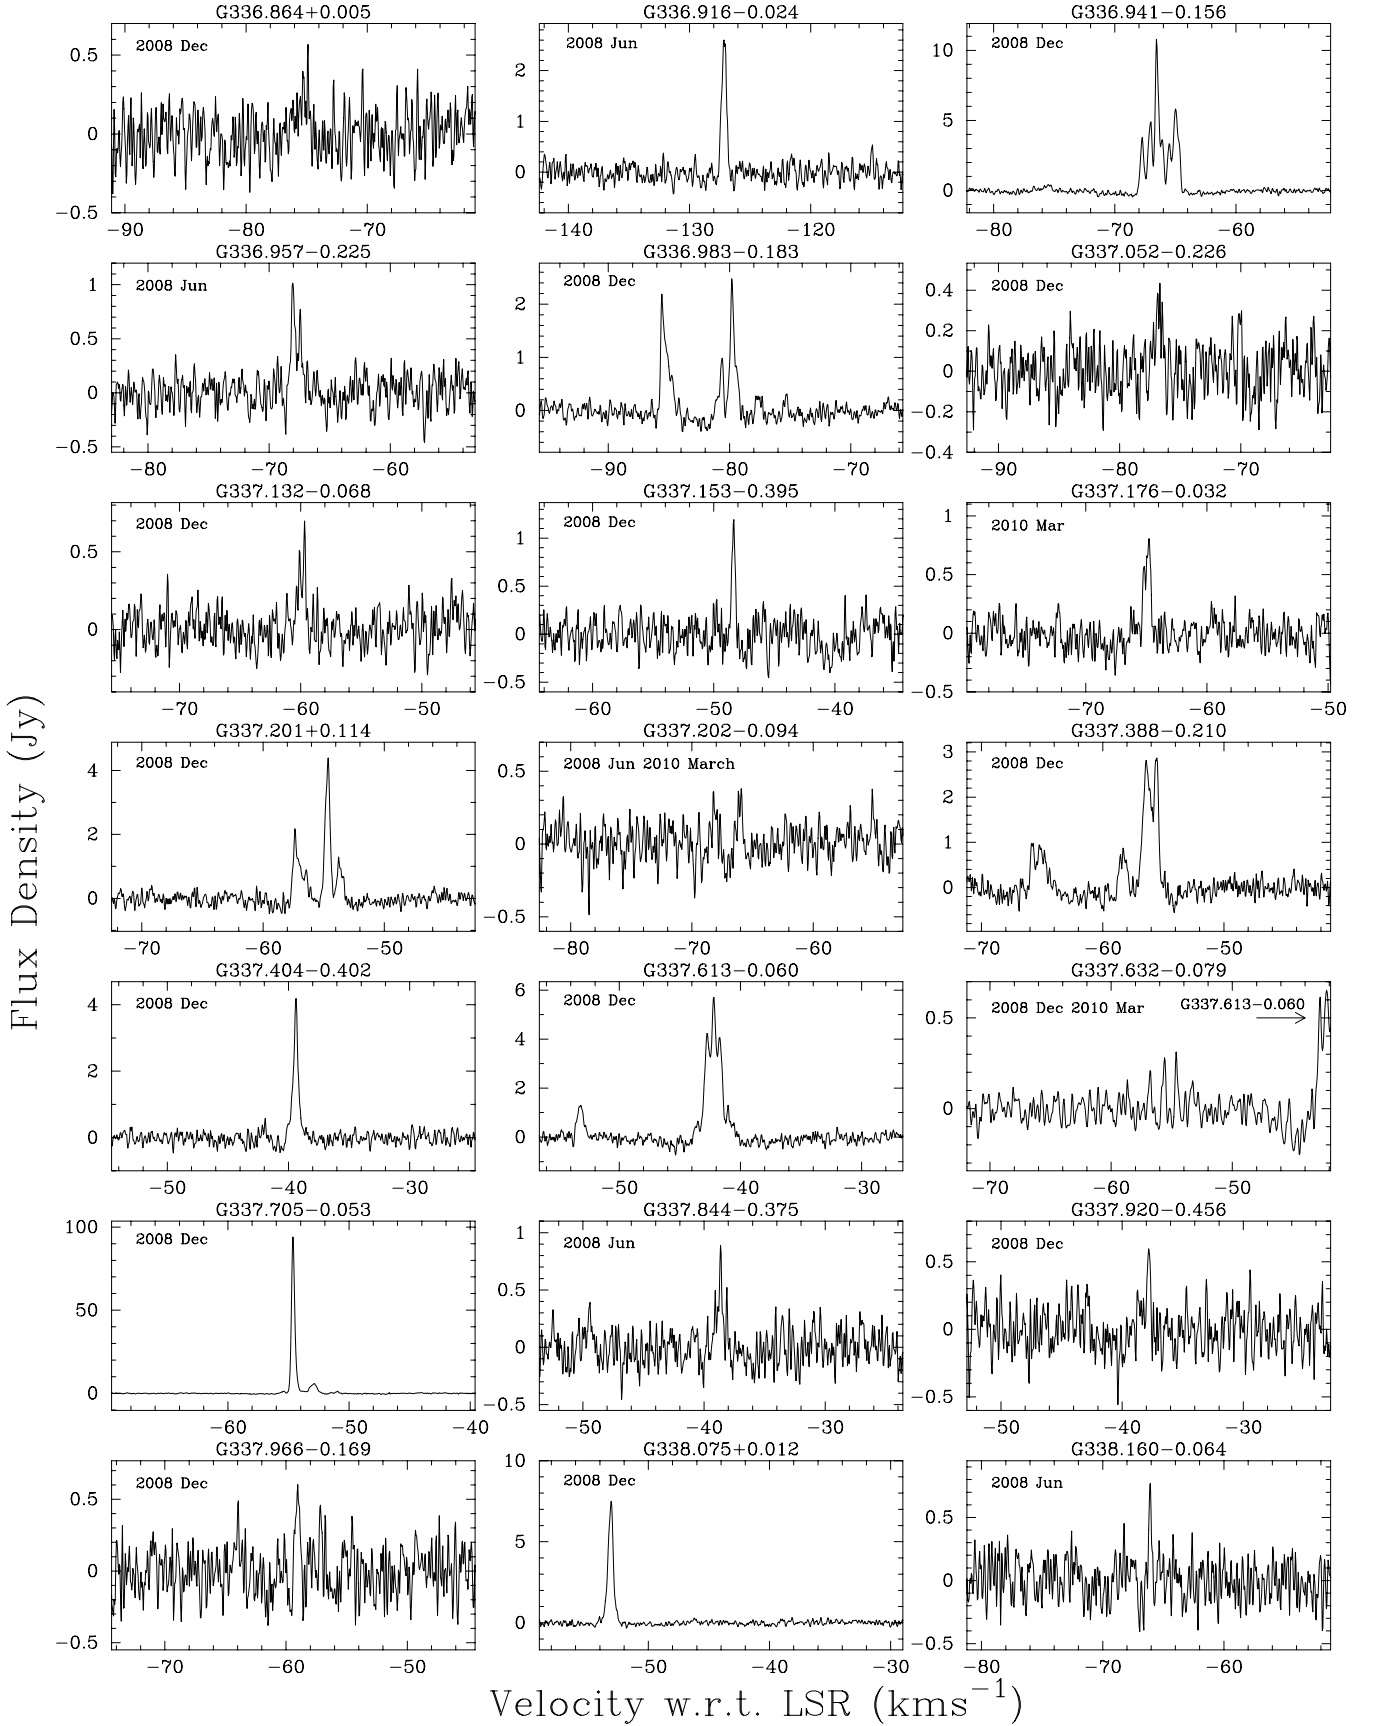 G336.864+0.005 G336.916−0.024 G336.941−0.156
2008 Dec 2008 Jun 2008 Dec
0.5 0 −0.5 2 1 0 10 5 0
−90 −80 −70 −140 −130 −120 −80 −70 −60
G336.957−0.225 G336.983−0.183 G337.052−0.226
2008 Jun 2008 Dec 2008 Dec
1 0.5 0 −0.5 2 1 0 0.4 0.2 0 −0.2 −0.4
−80 −70 −60 −90 −80 −70 −90 −80 −70
G337.132−0.068 G337.153−0.395 G337.176−0.032
2008 Dec 2008 Dec 2010 Mar
0.5 0 1 0.5 0 −0.5 1 0.5 0 −0.5
−70 −60 −50 −60 −50 −40 −70 −60 −50
G337.201+0.114 G337.202−0.094 G337.388−0.210
2008 Dec 2008 Jun 2010 March 2008 Dec
4 2 0 0.5 0 −0.5 3 2 1 0
−70 −60 −50 −80 −70 −60 −70 −60 −50
G337.404−0.402 G337.613−0.060 G337.632−0.079
2008 Dec 2008 Dec 2008 Dec 2010 Mar G337.613−0.060
4 2 0 6 4 2 0 0.5 0
−50 −40 −30 −50 −40 −30 −70 −60 −50
G337.705−0.053 G337.844−0.375 G337.920−0.456
2008 Dec 2008 Jun 2008 Dec
100 50 0 1 0.5 0 −0.5 0.5 0 −0.5
−60 −50 −40 −50 −40 −30 −50 −40 −30
G337.966−0.169 G338.075+0.012 G338.160−0.064
2008 Dec 2008 Dec 2008 Jun
0.5 0 −0.5 10 5 0 0.5 0 −0.5
−70 −60 −50 −50 −40 −30 −80 −70 −60
Flux Density (Jy)
Velocity w.r.t. LSR (kms−1)